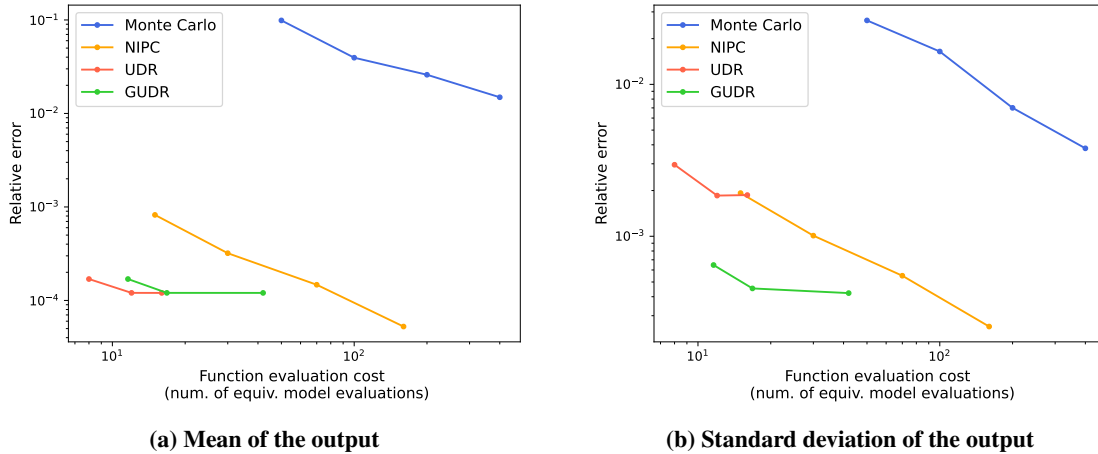 10⁻¹
10⁻²
10⁻³
10⁻⁴
Relative error
Monte Carlo
NIPC
UDR
GUDR
10¹
10²
Function evaluation cost
(num. of equiv. model evaluations)
(a) Mean of the output
10⁻²
10⁻³
Relative error
Monte Carlo
NIPC
UDR
GUDR
10¹
10²
Function evaluation cost
(num. of equiv. model evaluations)
(b) Standard deviation of the output